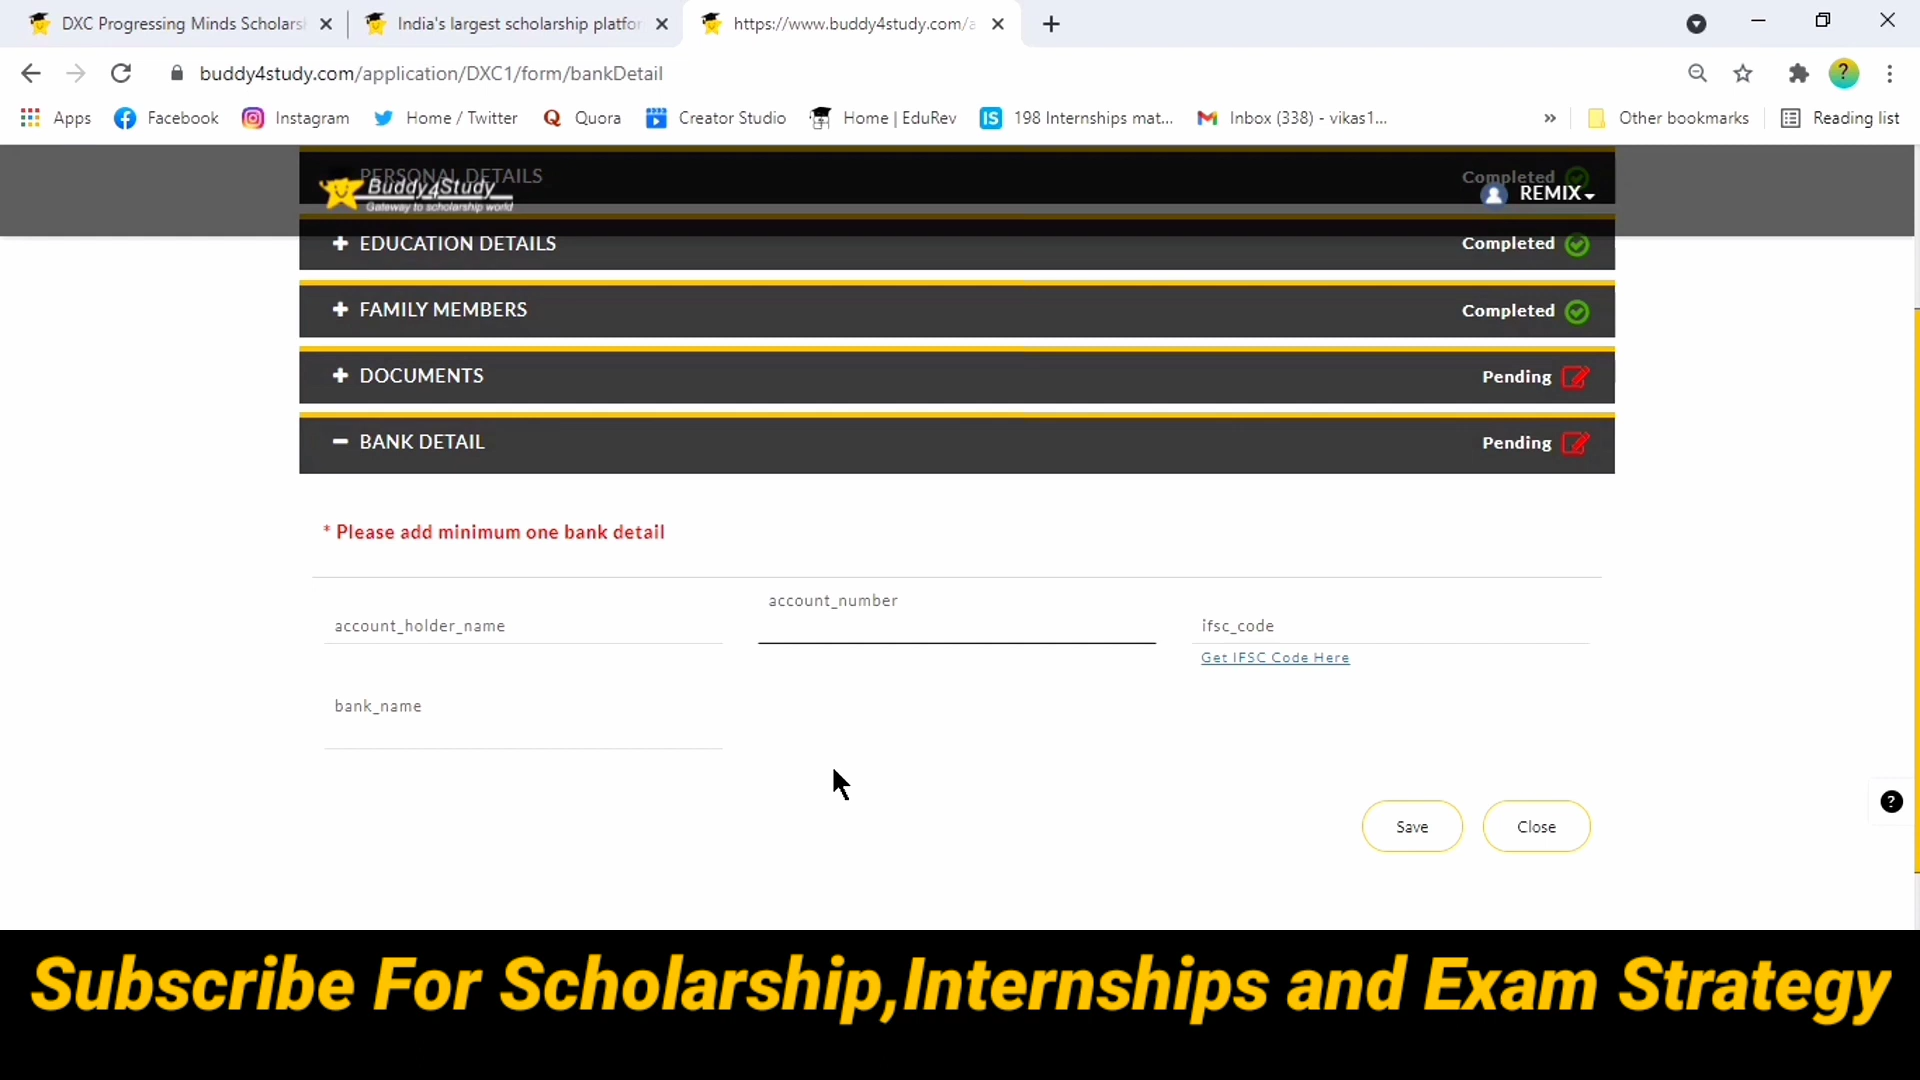 DXC Progressing Minds Scholars
India's largest scholarship platfor
https://www.buddy4study.com/a
buddy4study.com/application/DXC1/form/bankDetail
?
Apps
Facebook
Instagram
Home / Twitter
Quora
Creator Studio
Home | EduRev
IS
198 Internships mat...
Inbox (338) - vikas1...
»
Other bookmarks
Reading list
PERSONAL DETAILS
Completed
Buddy4Study
Gateway to scholarship world
REMIX
EDUCATION DETAILS
Completed
FAMILY MEMBERS
Completed
DOCUMENTS
Pending
BANK DETAIL
Pending
* Please add minimum one bank detail
account_holder_name
account_number
ifsc_code
Get IFSC Code Here
bank_name
?
Save
Close
Subscribe For Scholarship,Internships and Exam Strategy